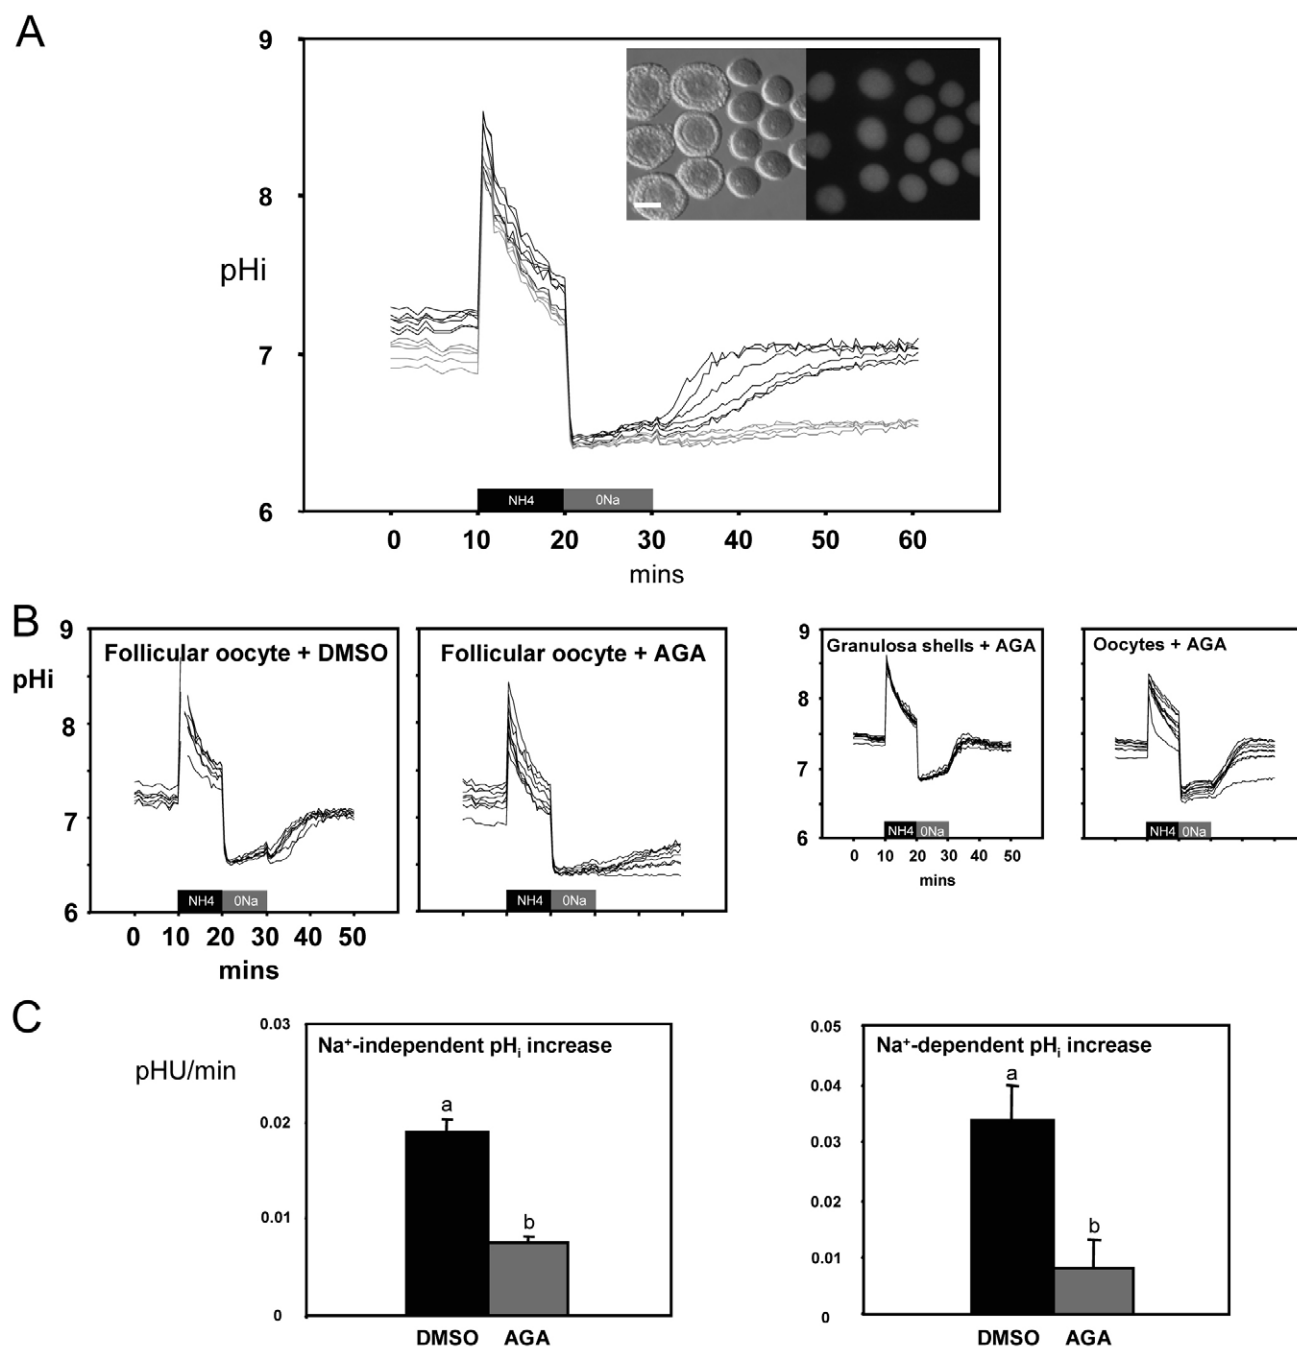 A
9
8
pHi
7
6
NH4 0Na
0 10 20 30 40 50 60
mins
B
9
pHi
8
7
6
Follicular oocyte + DMSO
NH4 0Na
0 10 20 30 40 50
mins
Follicular oocyte + AGA
NH4 0Na
9
8
7
6
Granulosa shells + AGA
NH4 0Na
0 10 20 30 40 50
mins
Oocytes + AGA
NH4 0Na
C
pHU/min
0.03
0.02
0.01
0
Na⁺-independent pHᵢ increase
a
b
DMSO AGA
0.05
0.04
0.03
0.02
0.01
0
Na⁺-dependent pHᵢ increase
a
b
DMSO AGA